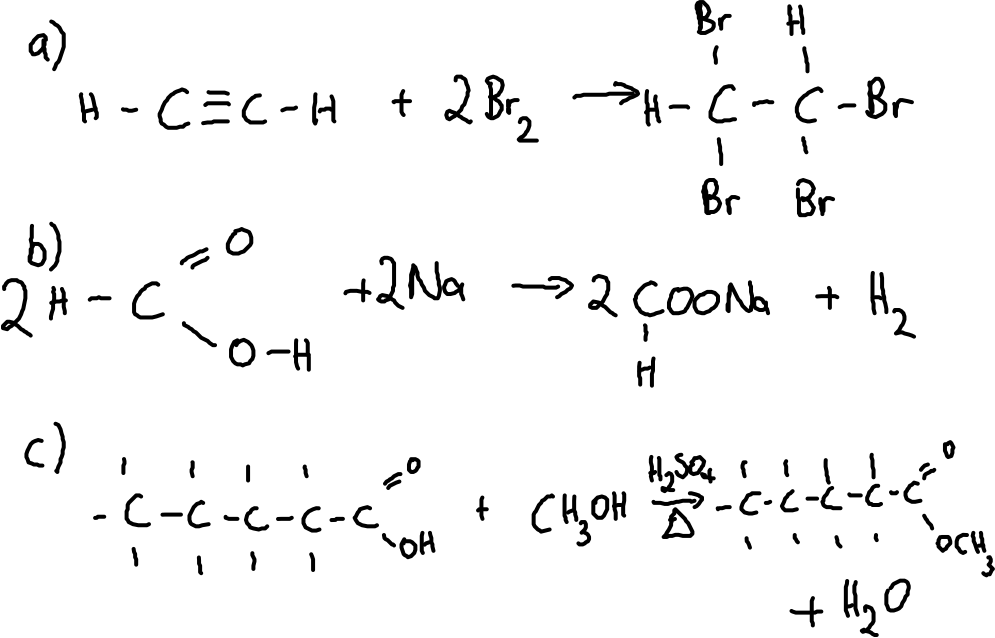 a)
Br H
H - C ≡ C - H + 2Br₂ → H - C - C - Br
Br Br
b)
O
2 H - C + 2Na → 2 COONa + H₂
O - H H
c)
O H₂SO₄ O
- C - C - C - C - C + CH₃OH → - C - C - C - C - C
OH Δ OCH₃
+ H₂O